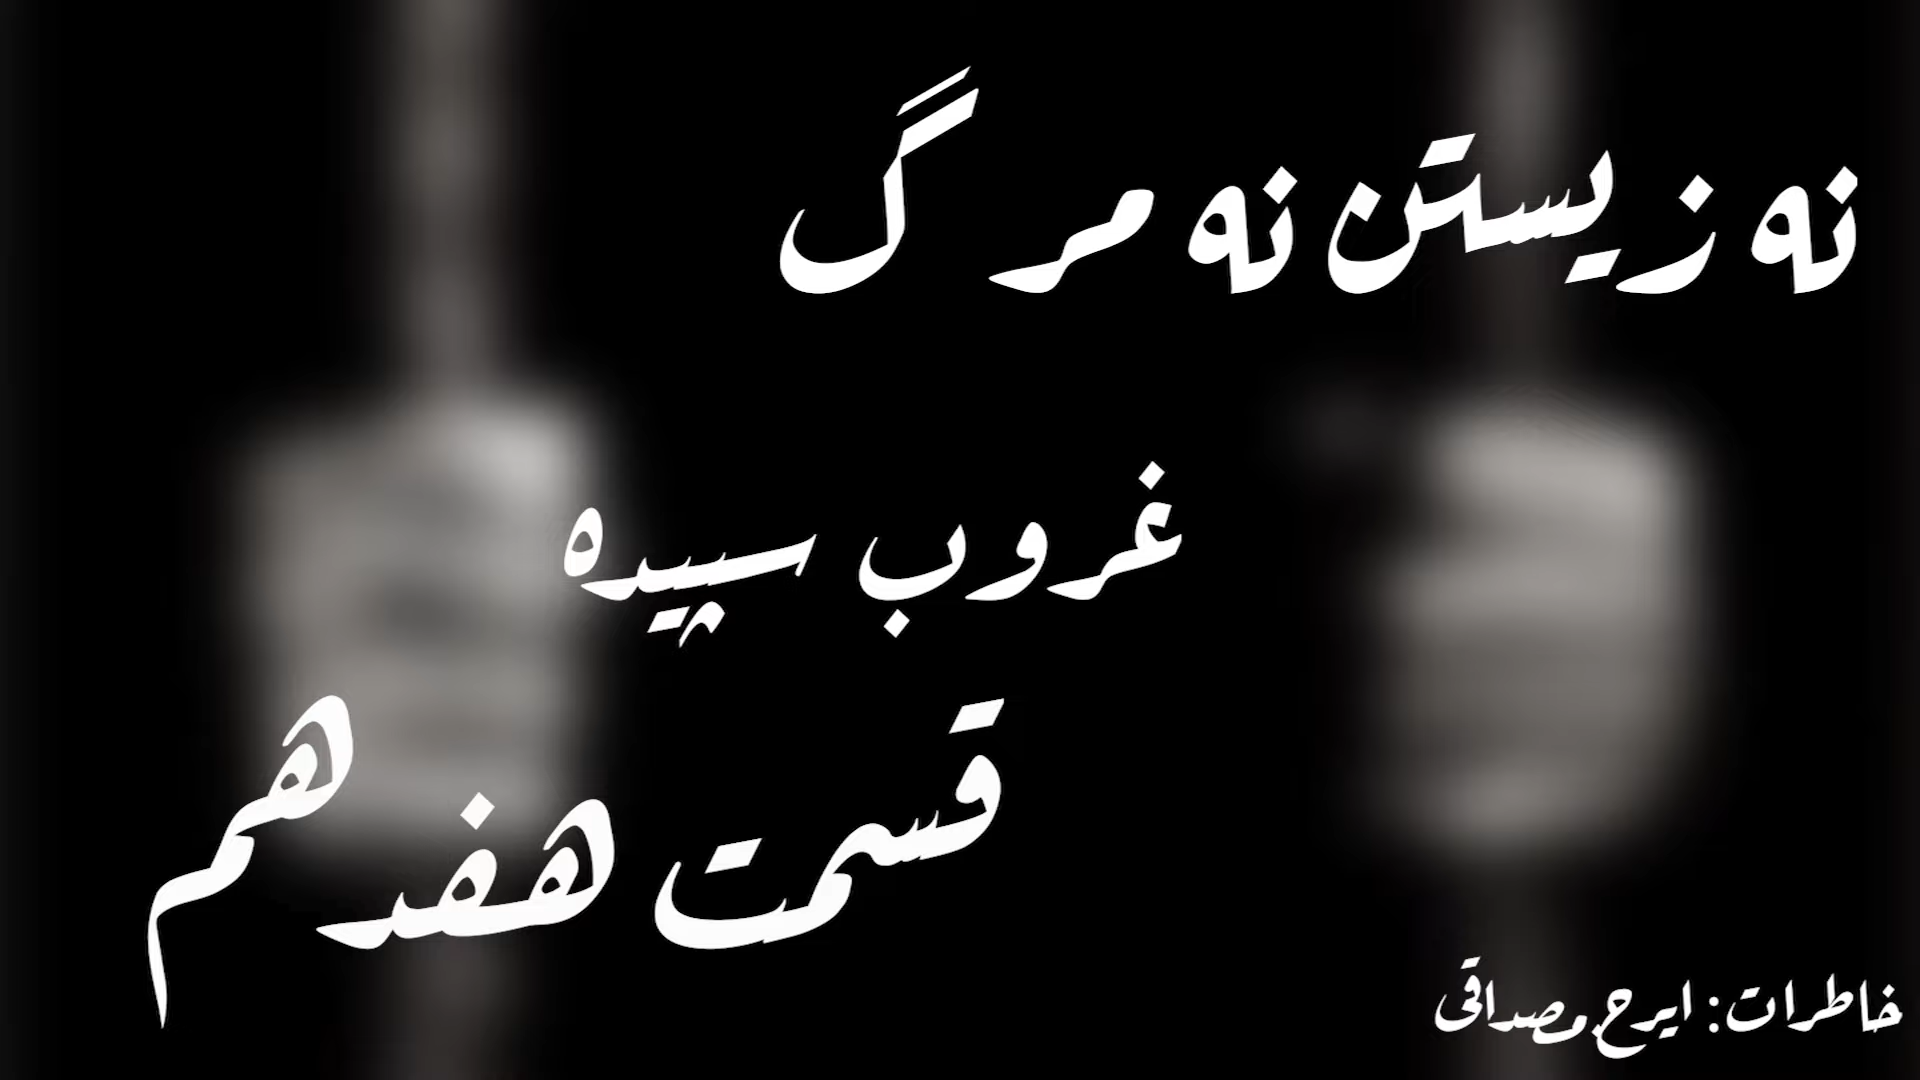 نه زیستن نه مرگ
غروب سپیده
قسمت هفدهم
خاطرات: ایرج مصداقی